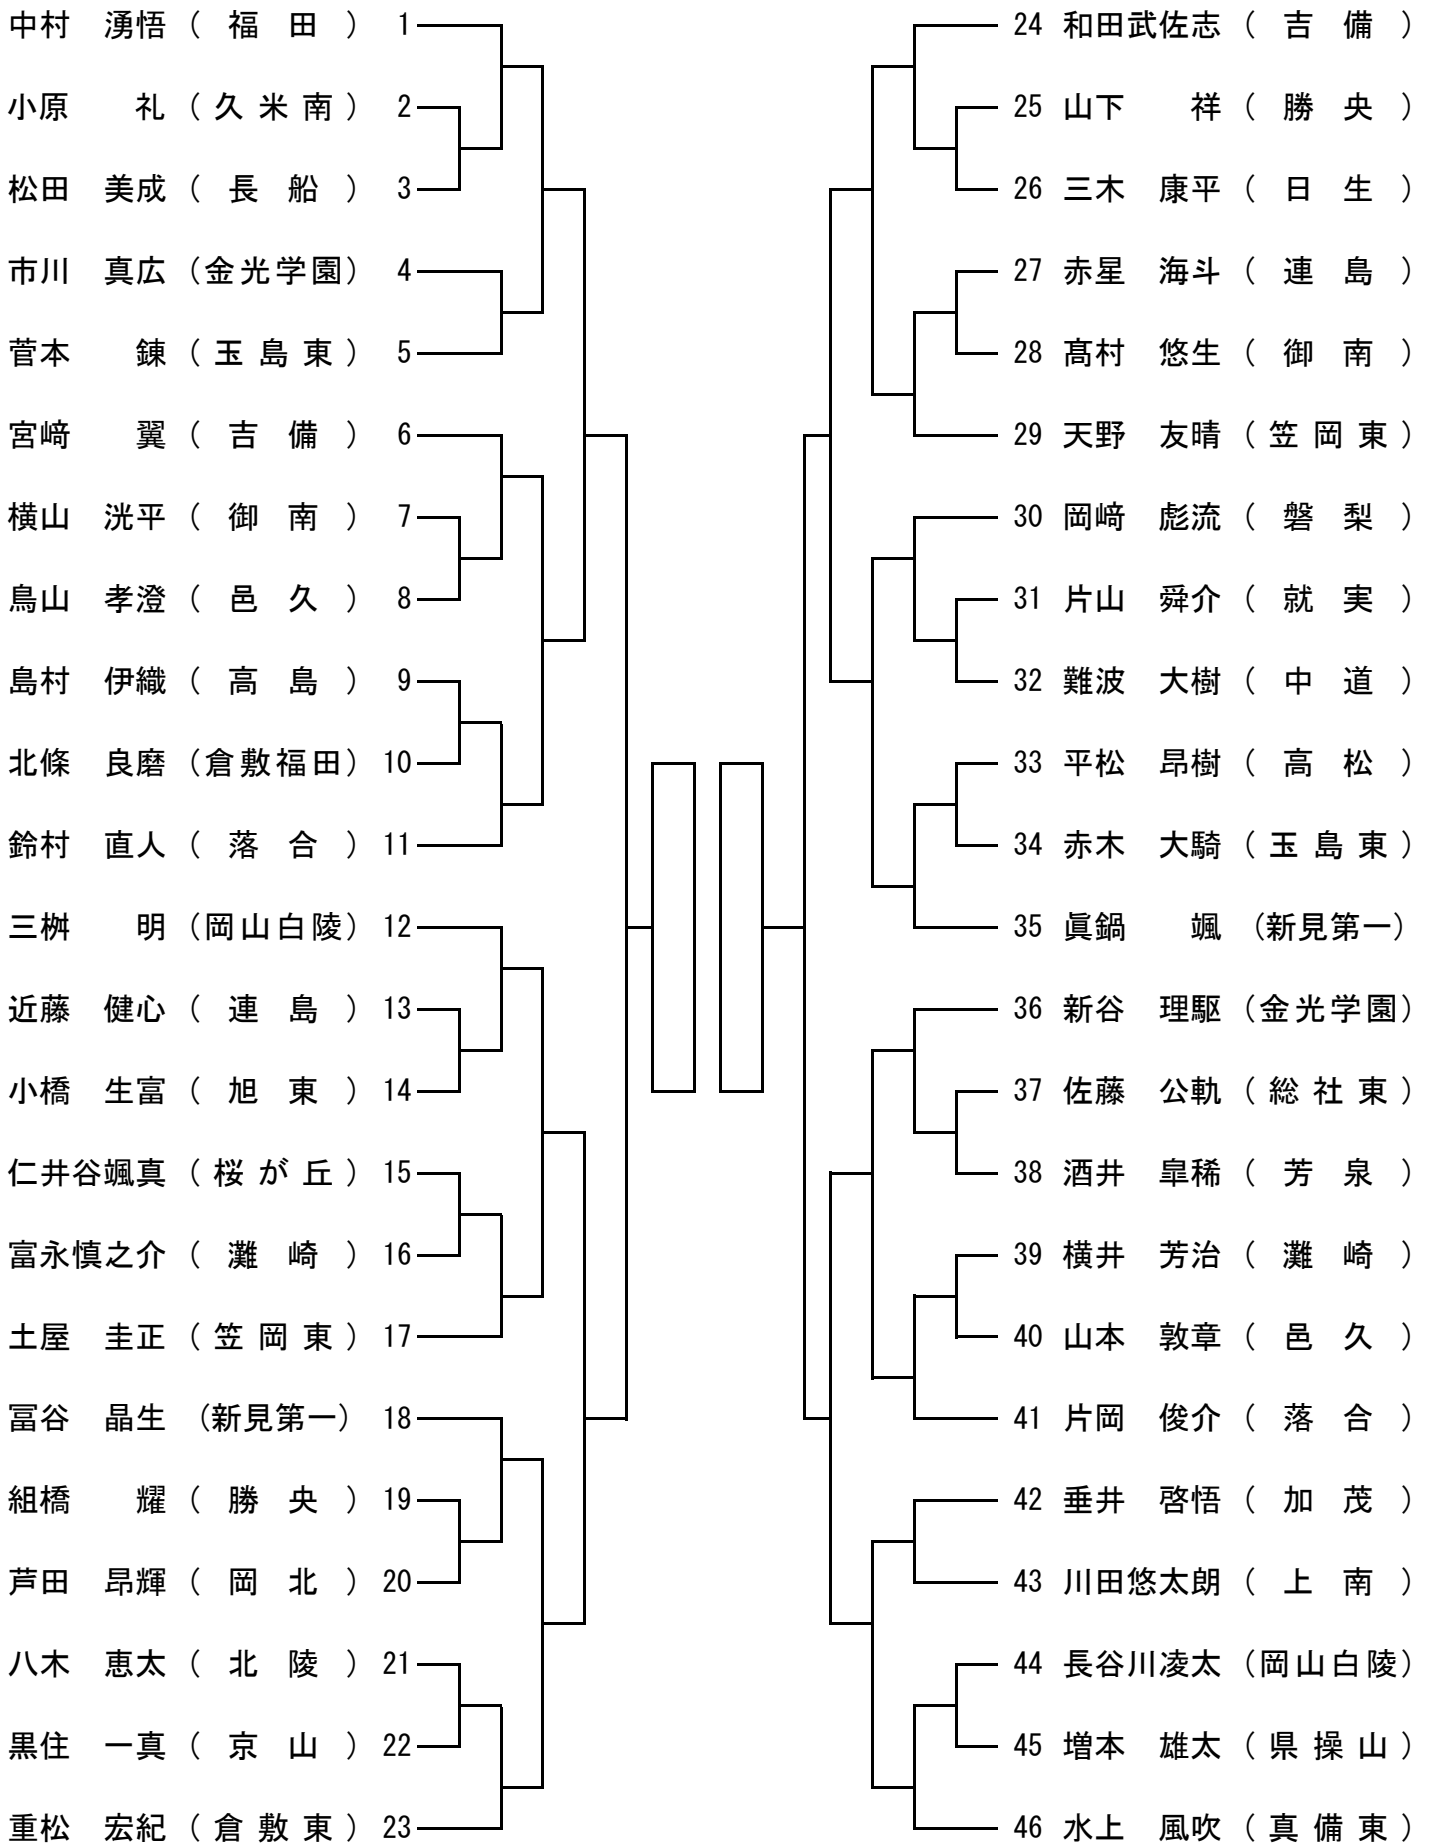 中村 湧悟 ( 福 田 ) 1
小原 礼 ( 久 米 南 ) 2
松田 美成 ( 長 船 ) 3
市川 真広 (金光学園) 4
菅本 錬 ( 玉 島 東 ) 5
宮﨑 翼 ( 吉 備 ) 6
横山 洸平 ( 御 南 ) 7
鳥山 孝澄 ( 邑 久 ) 8
島村 伊織 ( 高 島 ) 9
北條 良磨 (倉敷福田) 10
鈴村 直人 ( 落 合 ) 11
三桝 明 (岡山白陵) 12
近藤 健心 ( 連 島 ) 13
小橋 生富 ( 旭 東 ) 14
仁井谷颯真 ( 桜 が 丘 ) 15
富永慎之介 ( 灘 崎 ) 16
土屋 圭正 ( 笠 岡 東 ) 17
冨谷 晶生 (新見第一) 18
組橋 耀 ( 勝 央 ) 19
芦田 昂輝 ( 岡 北 ) 20
八木 恵太 ( 北 陵 ) 21
黒住 一真 ( 京 山 ) 22
重松 宏紀 ( 倉 敷 東 ) 23
24 和田武佐志 ( 吉 備 )
25 山下 祥 ( 勝 央 )
26 三木 康平 ( 日 生 )
27 赤星 海斗 ( 連 島 )
28 髙村 悠生 ( 御 南 )
29 天野 友晴 ( 笠 岡 東 )
30 岡﨑 彪流 ( 磐 梨 )
31 片山 舜介 ( 就 実 )
32 難波 大樹 ( 中 道 )
33 平松 昂樹 ( 高 松 )
34 赤木 大騎 ( 玉 島 東 )
35 眞鍋 颯 (新見第一)
36 新谷 理駆 (金光学園)
37 佐藤 公軌 ( 総 社 東 )
38 酒井 皐稀 ( 芳 泉 )
39 横井 芳治 ( 灘 崎 )
40 山本 敦章 ( 邑 久 )
41 片岡 俊介 ( 落 合 )
42 垂井 啓悟 ( 加 茂 )
43 川田悠太朗 ( 上 南 )
44 長谷川凌太 (岡山白陵)
45 増本 雄太 ( 県 操 山 )
46 水上 風吹 ( 真 備 東 )